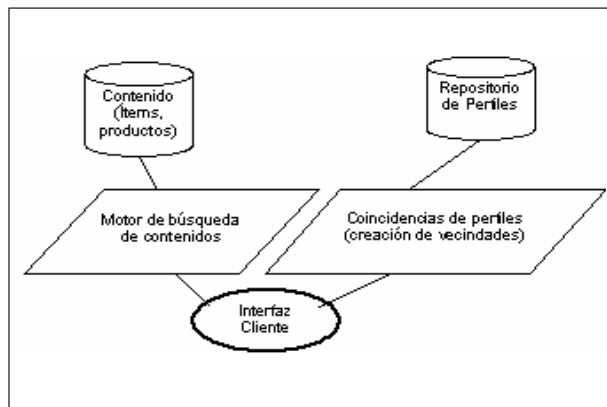 Contenido
(Ítems,
productos)
Repositorio
de Perfiles
Motor de búsqueda
de contenidos
Coincidencias de perfiles
(creación de vecindades)
Interfaz
Cliente